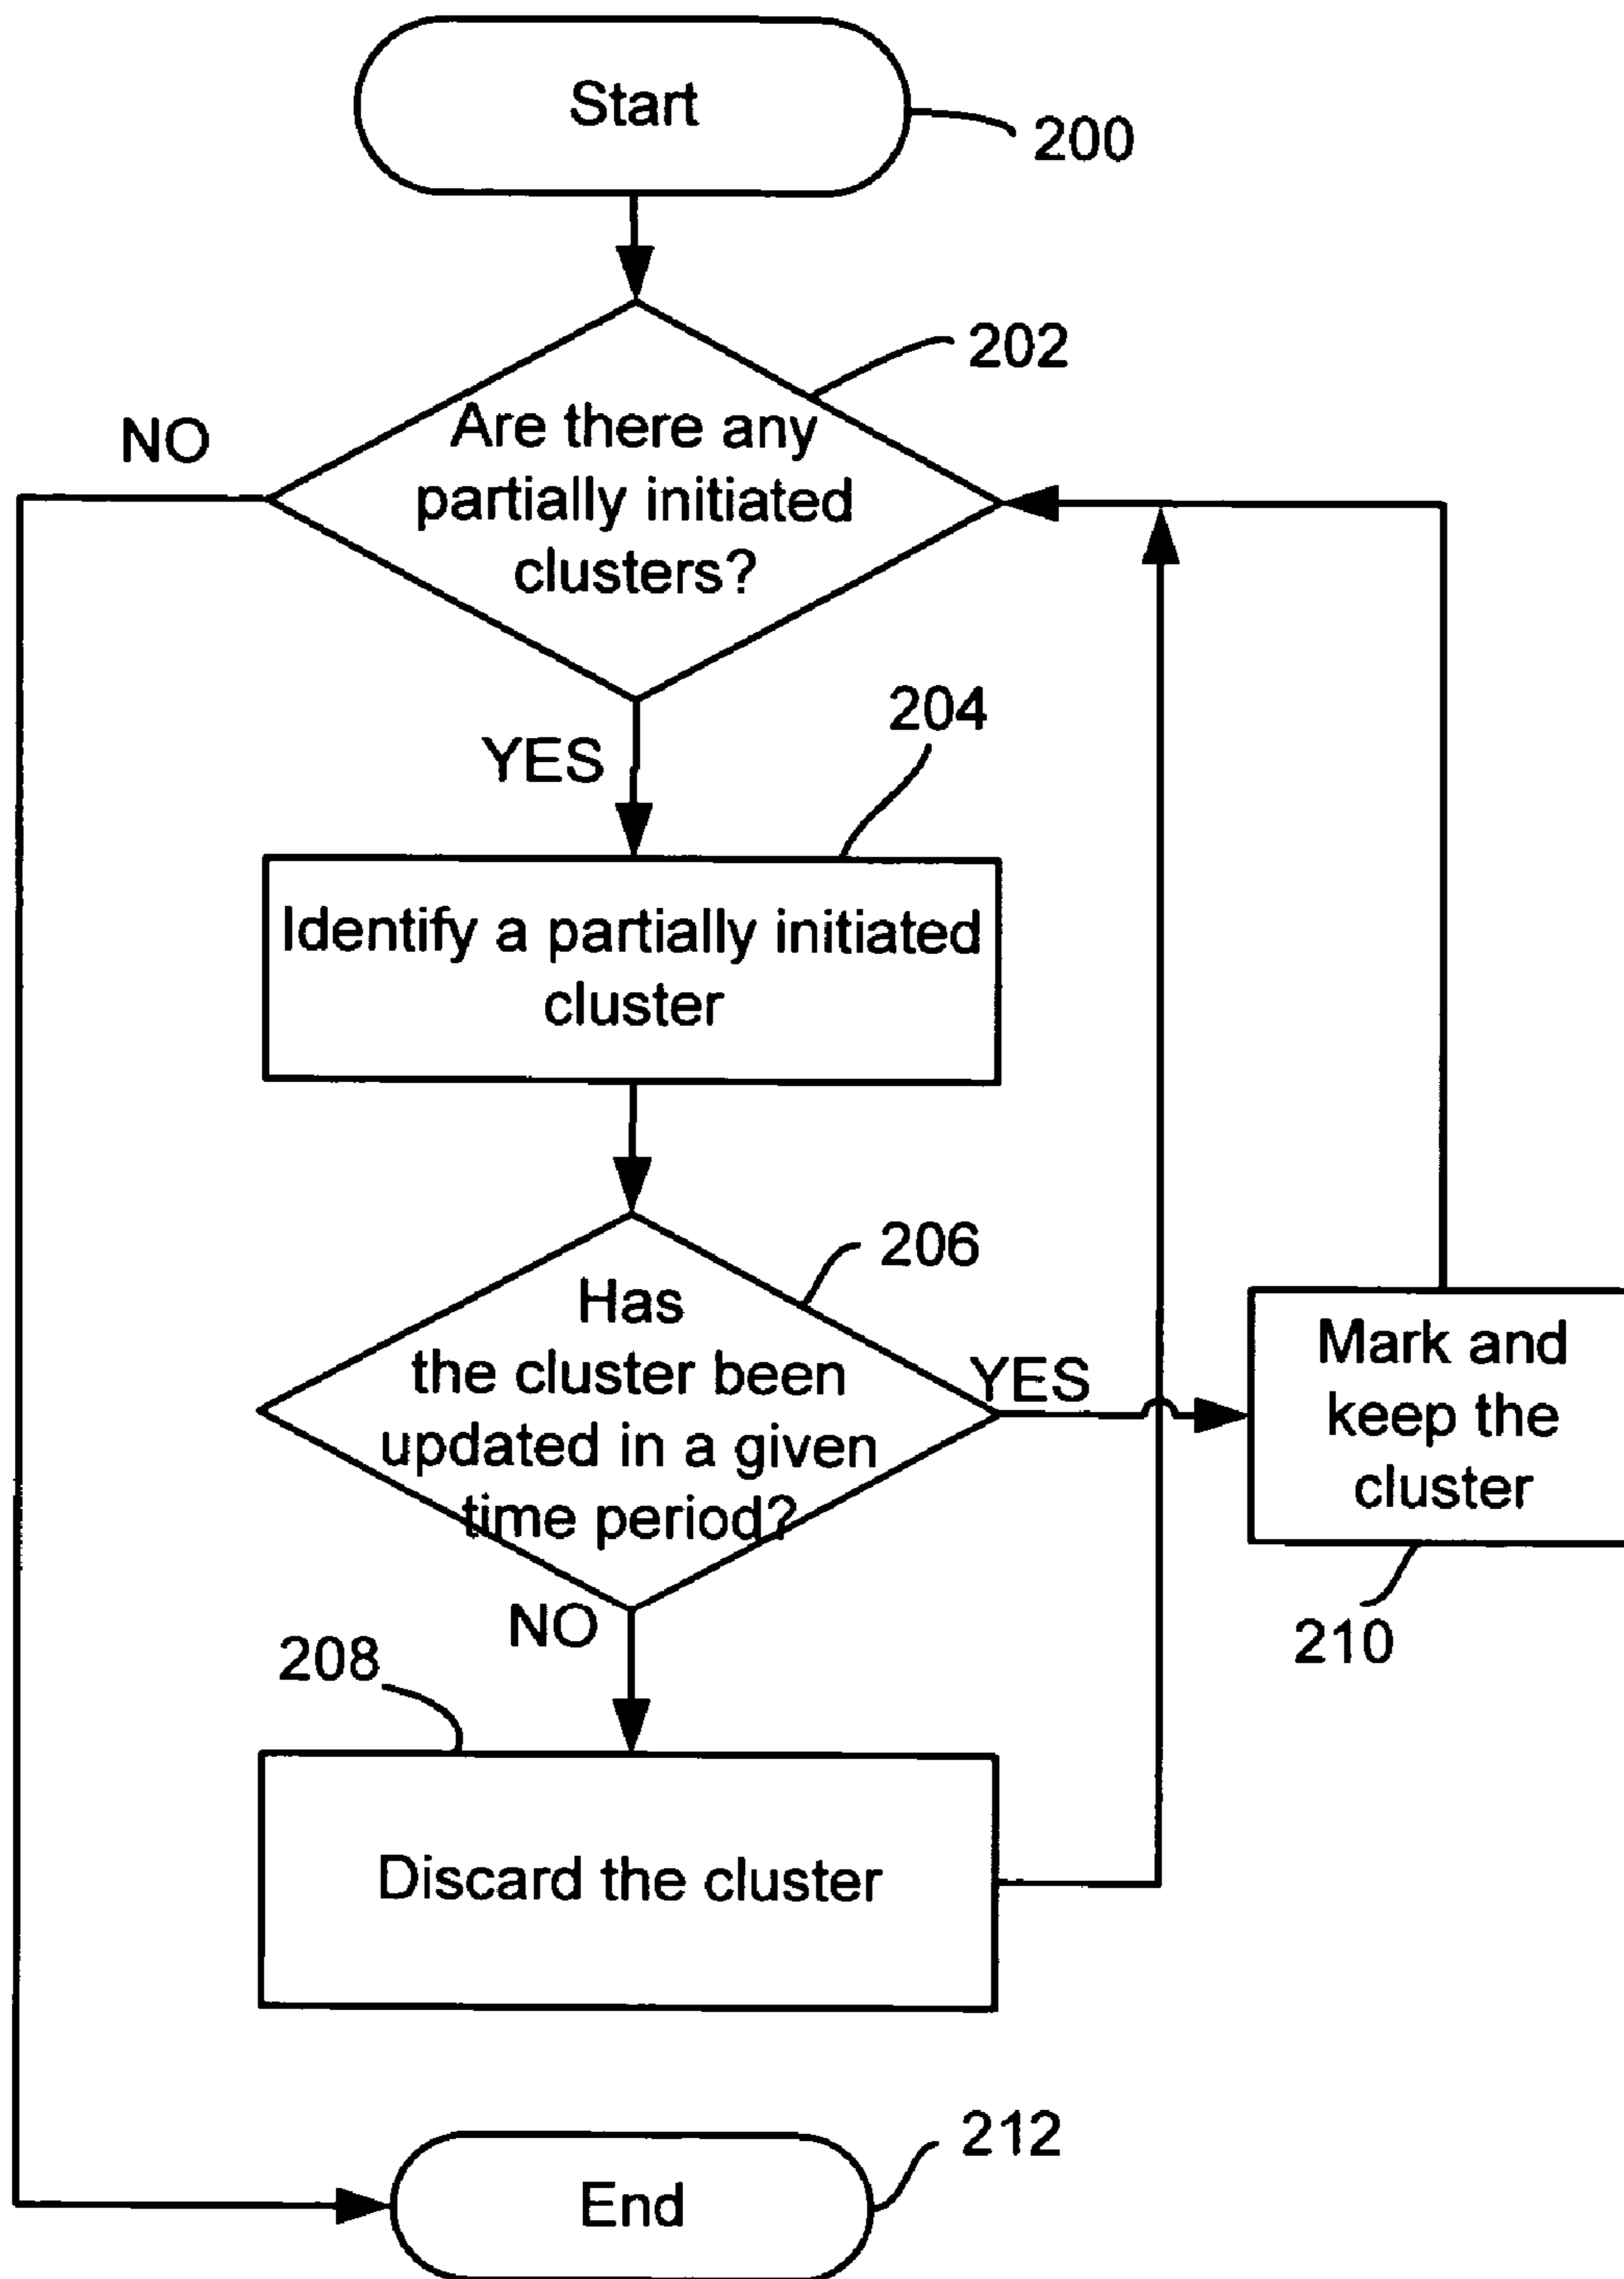 Start
200
202
NO
Are there any
partially initiated
clusters?
204
YES
Identify a partially initiated
cluster
206
Has
the cluster been
updated in a given
time period?
YES
Mark and
keep the
cluster
210
NO
208
Discard the cluster
212
End